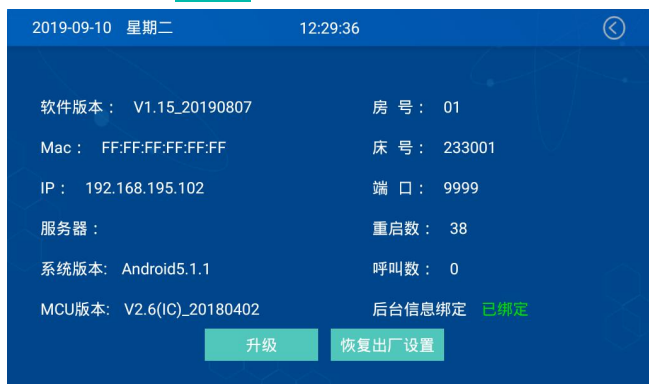 2019-09-10 星期二 12:29:36
软件版本： V1.15_20190807 房 号： 01
Mac： FF:FF:FF:FF:FF:FF 床 号： 233001
IP： 192.168.195.102 端 口： 9999
服务器： 重启数： 38
系统版本: Android5.1.1 呼叫数： 0
MCU版本: V2.6(IC)_20180402 后台信息绑定 已绑定
升级 恢复出厂设置